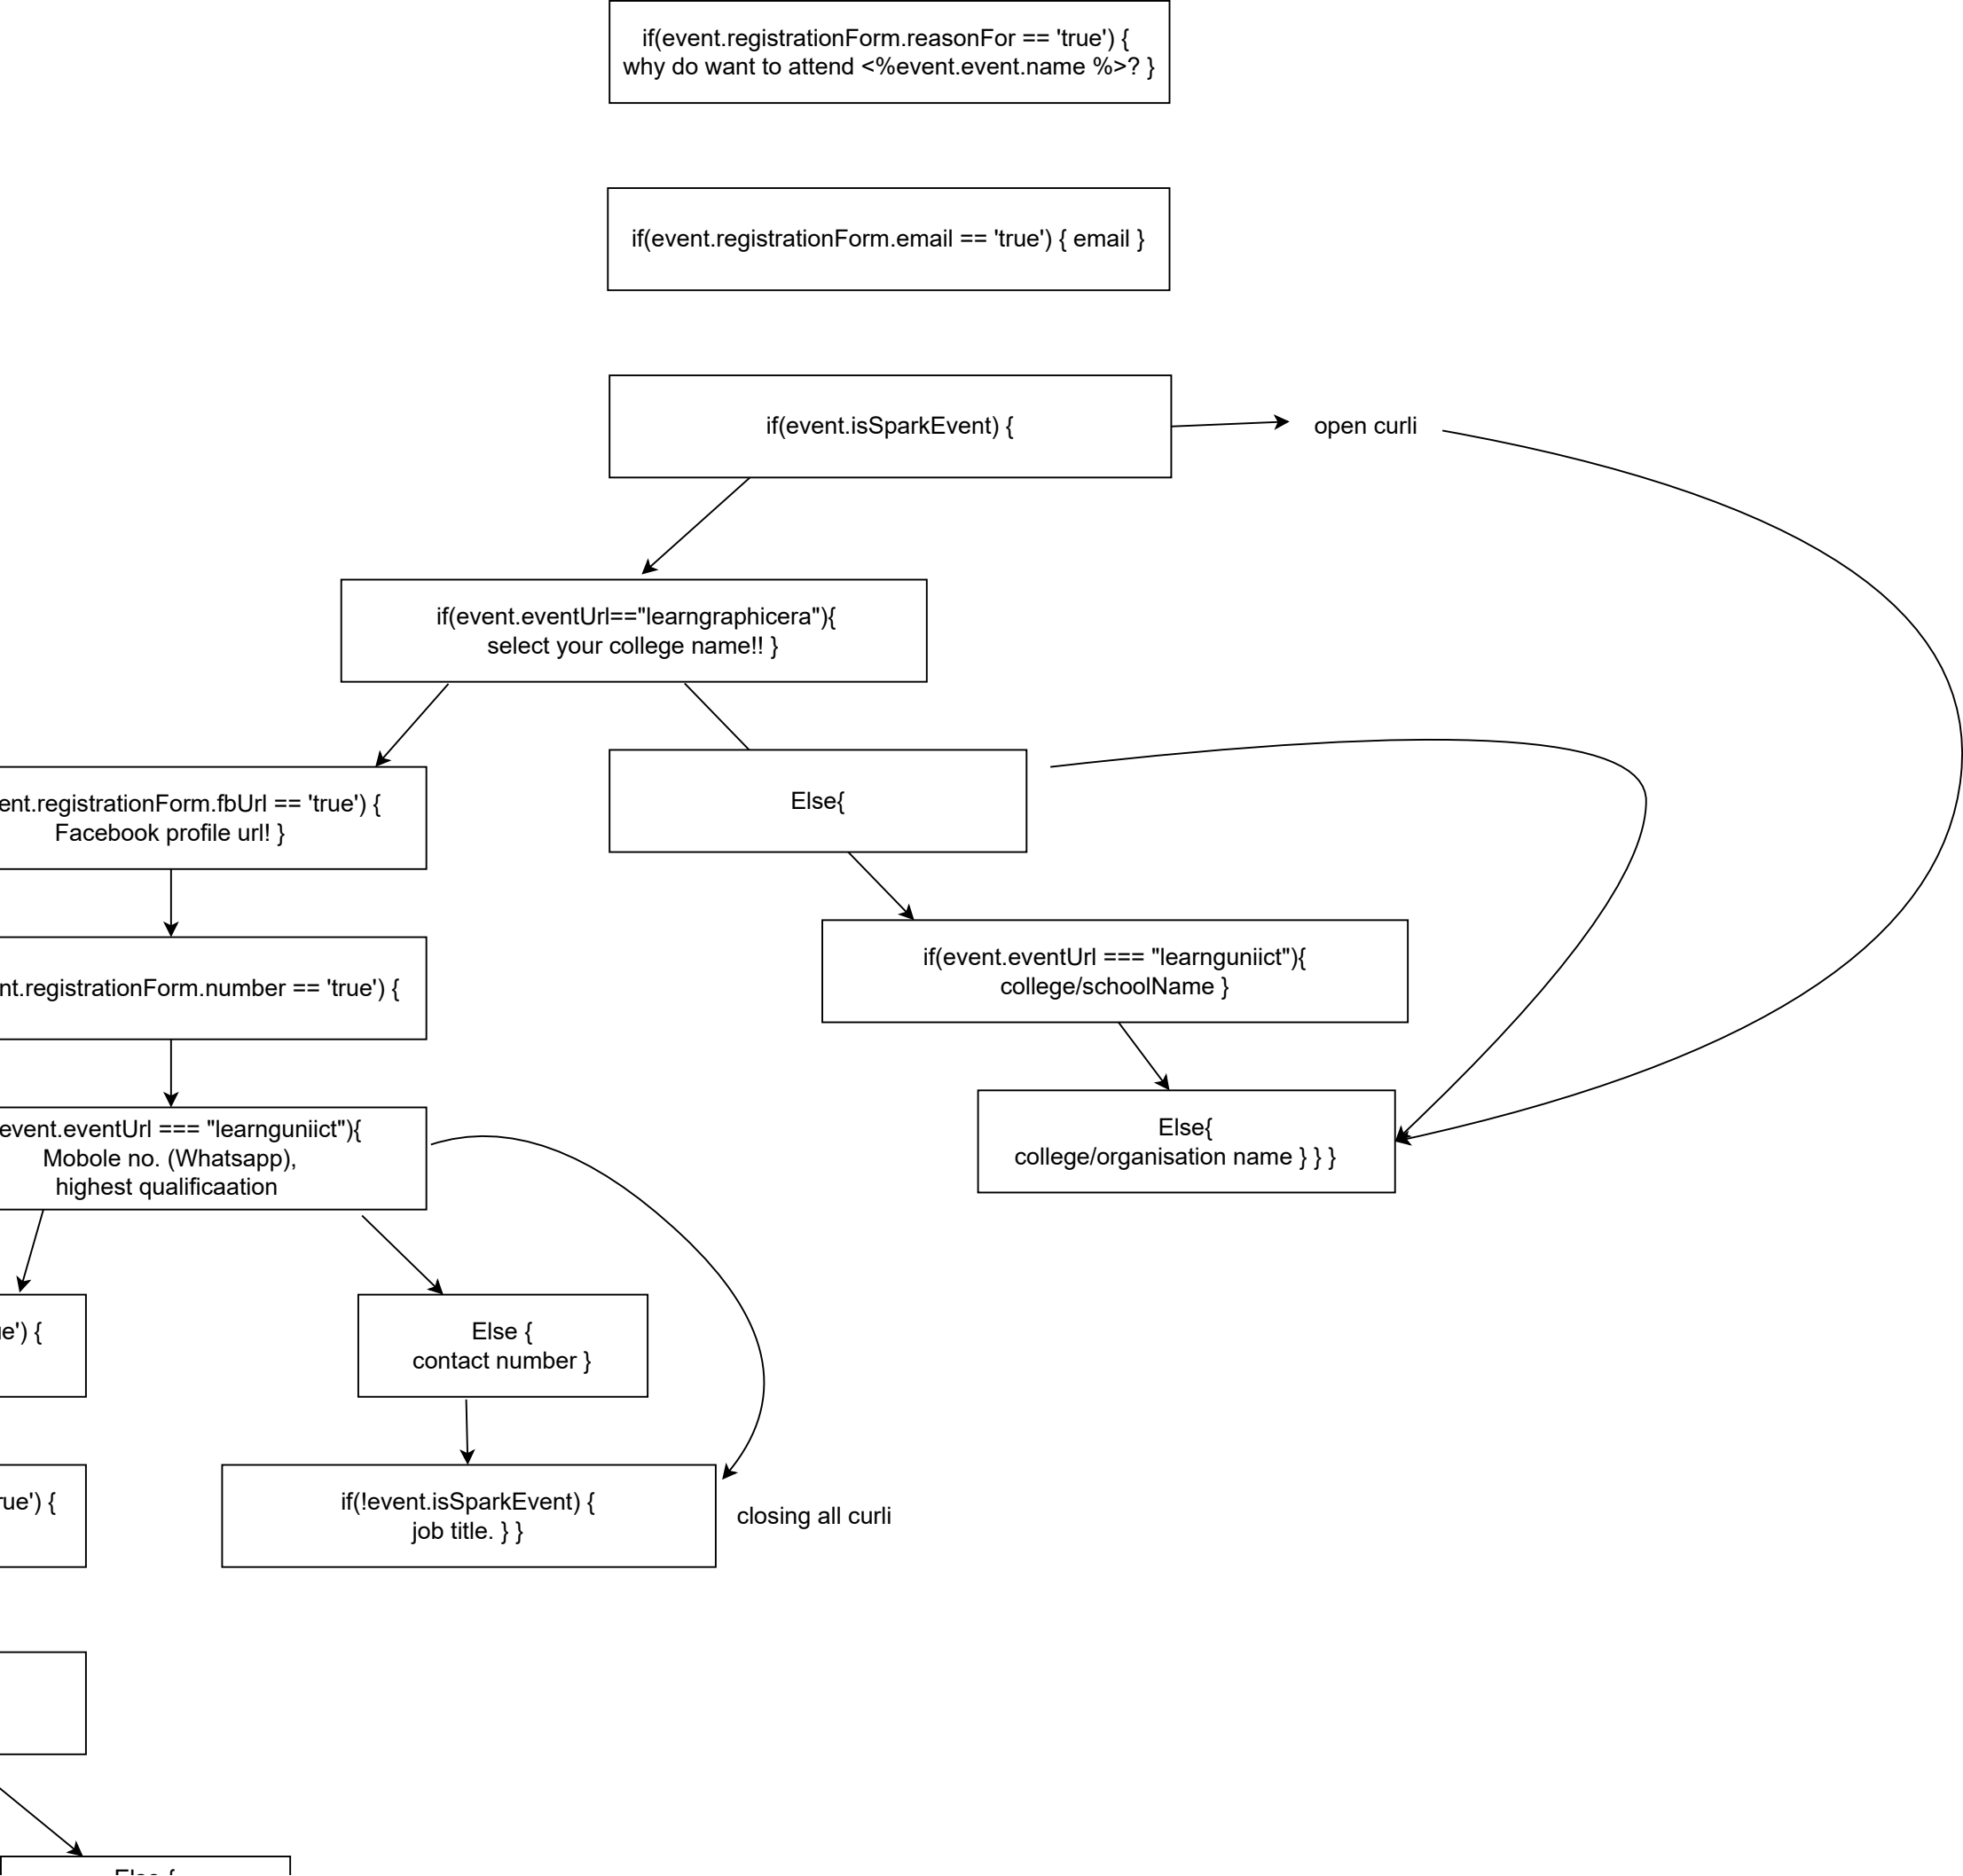 if(event.registrationForm.reasonFor == 'true') {
why do want to attend <%event.event.name %>? }
if(event.registrationForm.email == 'true') { email }
if(event.isSparkEvent) {
open curli
if(event.eventUrl=="learngraphicera"){
select your college name!! }
ent.registrationForm.fbUrl == 'true') {
Facebook profile url! }
Else{
nt.registrationForm.number == 'true') {
if(event.eventUrl === "learnguniict"){
college/schoolName }
event.eventUrl === "learnguniict"){
Mobole no. (Whatsapp),
highest qualificaation
Else{
college/organisation name } } }
ue') {
Else {
contact number }
rue') {
if(!event.isSparkEvent) {
job title. } }
closing all curli
Else {